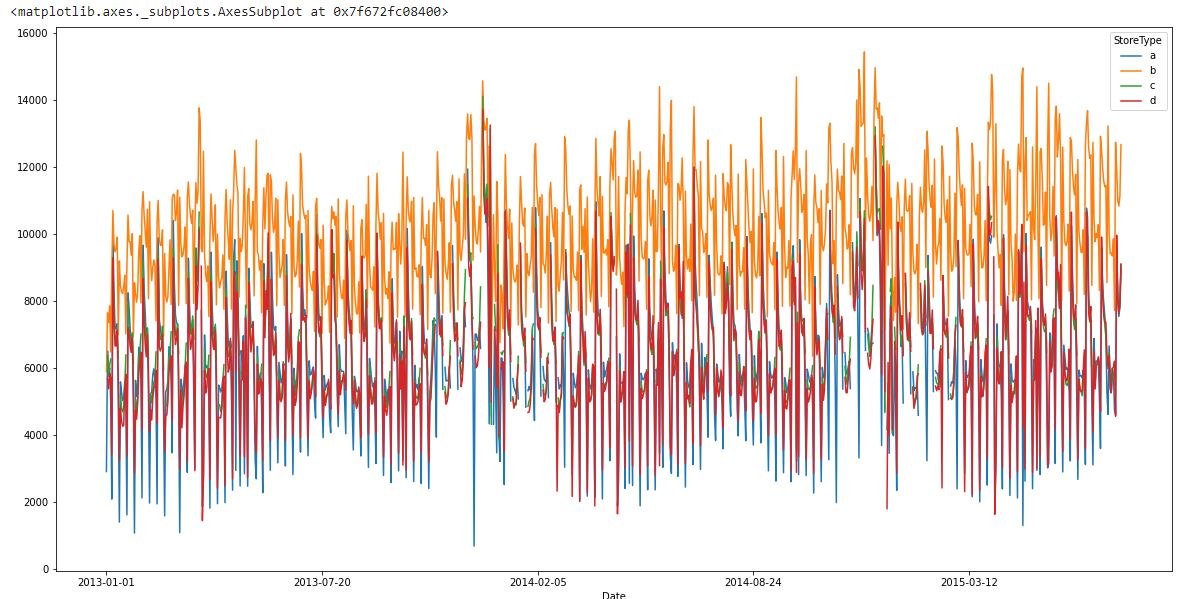 <matplotlib.axes._subplots.AxesSubplot at 0x7f672fc08400>
16000
StoreType
a
b
c
d
14000
12000
10000
8000
6000
4000
2000
0
2013-01-01 2013-07-20 2014-02-05 2014-08-24 2015-03-12
Date